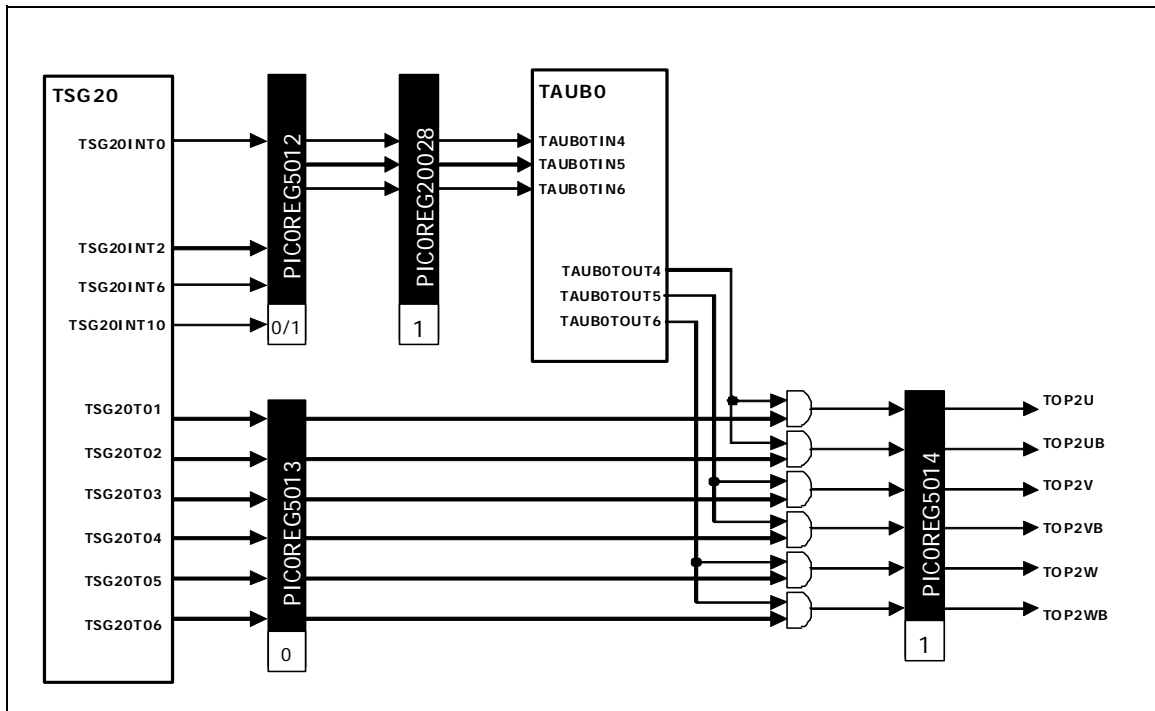 TSG20
TSG20INT0
TSG20INT2
TSG20INT6
TSG20INT10
TSG20T01
TSG20T02
TSG20T03
TSG20T04
TSG20T05
TSG20T06
PIC0REG5012
0/1
PIC0REG20028
1
PIC0REG5013
0
TAUB0
TAUB0TIN4
TAUB0TIN5
TAUB0TIN6
TAUB0TOUT4
TAUB0TOUT5
TAUB0TOUT6
PIC0REG5014
1
TOP2U
TOP2UB
TOP2V
TOP2VB
TOP2W
TOP2WB